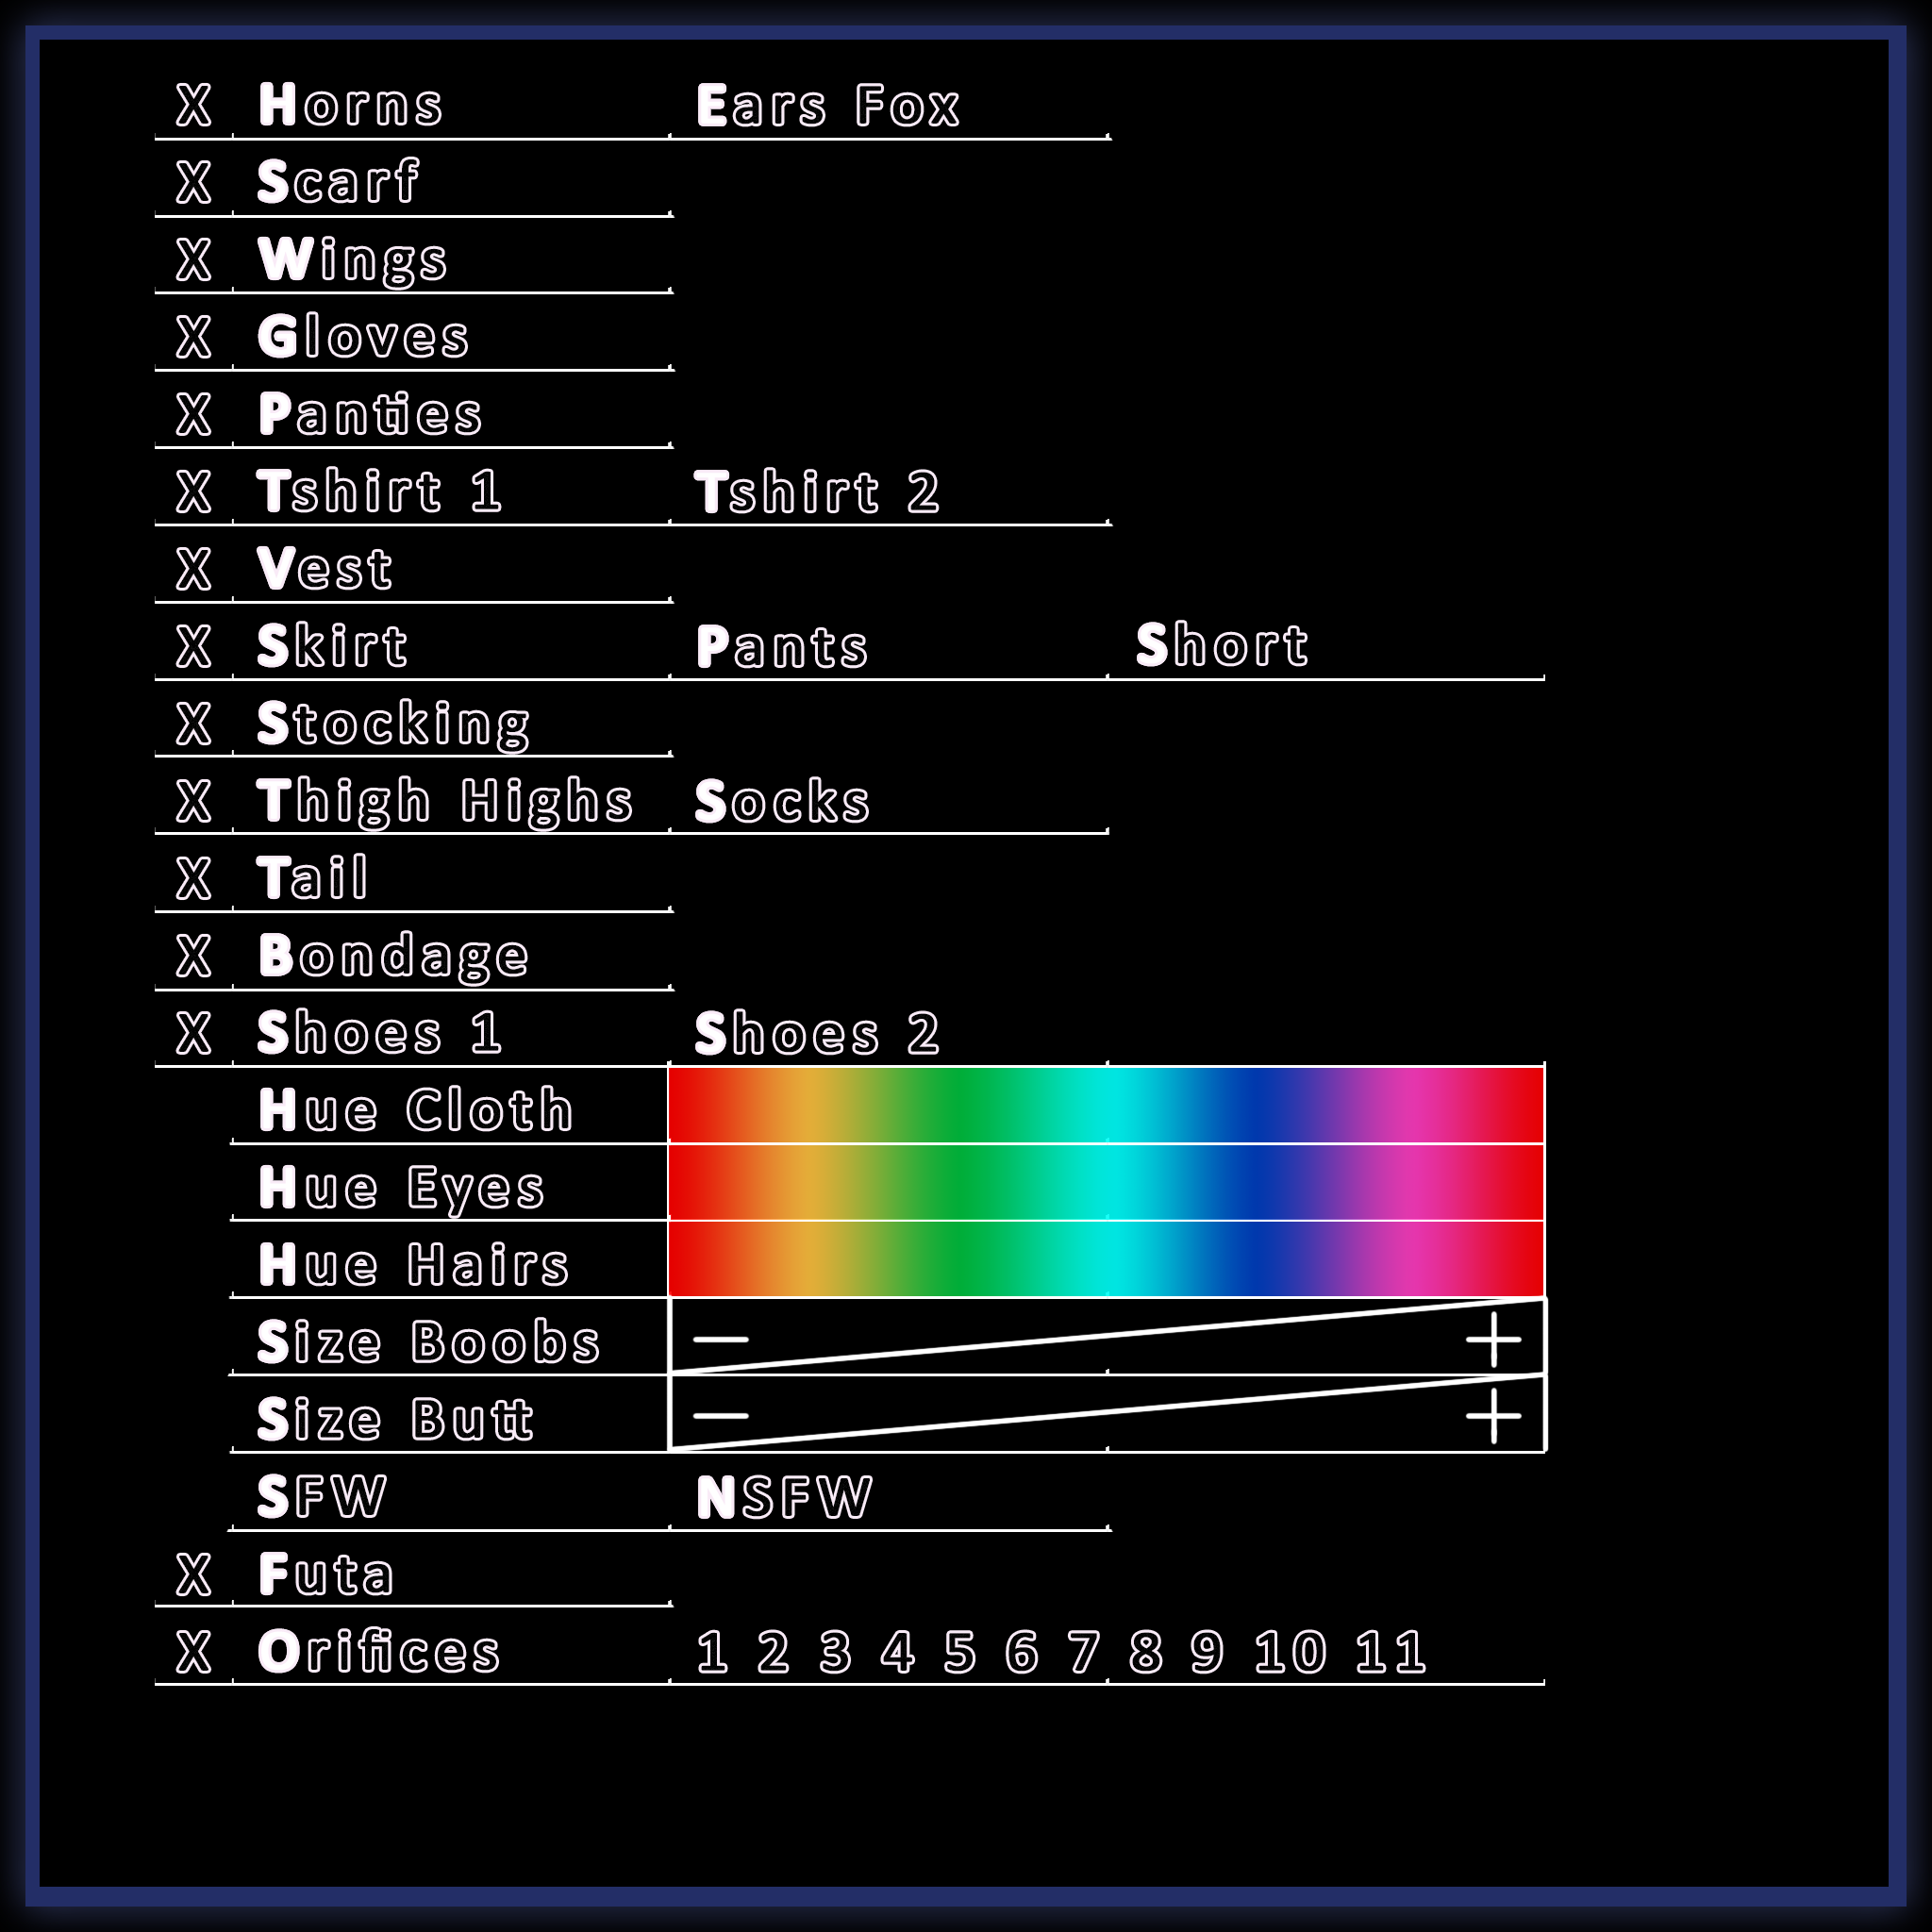 X Horns Ears Fox
X Scarf
X Wings
X Gloves
X Panties
X Tshirt 1 Tshirt 2
X Vest
X Skirt Pants Short
X Stocking
X Thigh Highs Socks
X Tail
X Bondage
X Shoes 1 Shoes 2
Hue Cloth
Hue Eyes
Hue Hairs
Size Boobs − +
Size Butt − +
SFW NSFW
X Futa
X Orifices 1 2 3 4 5 6 7 8 9 10 11